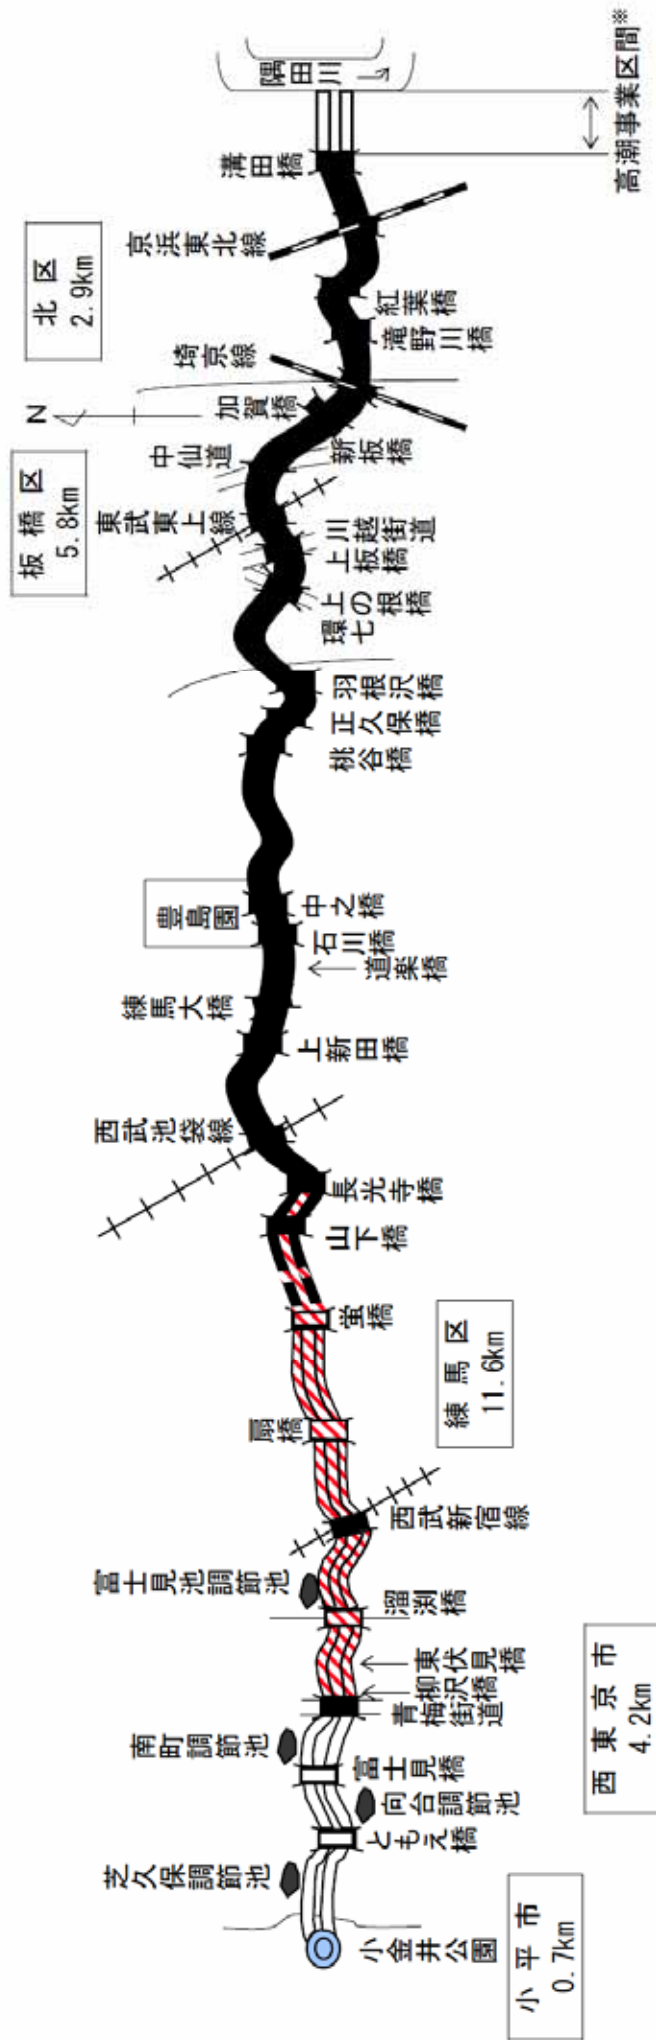 隅田川
高潮事業区間※
溝田橋
北区
2.9km
京浜東北線
紅葉橋
滝野川橋
埼京線
加賀橋
N
板橋区
5.8km
中仙道
新板橋
東武東上線
川越街道
上板橋
上の根橋
環七
羽根沢橋
正久保橋
桃谷橋
豊島園
中之橋
石川橋
道楽橋
練馬大橋
上新田橋
西武池袋線
長光寺橋
山下橋
蛍橋
練馬区
11.6km
扇橋
西武新宿線
富士見池調節池
溜渕橋
東伏見橋
柳沢橋
青梅街道
西東京市
4.2km
南町調節池
富士見橋
向台調節池
ともえ橋
芝久保調節池
小金井公園
小平市
0.7km